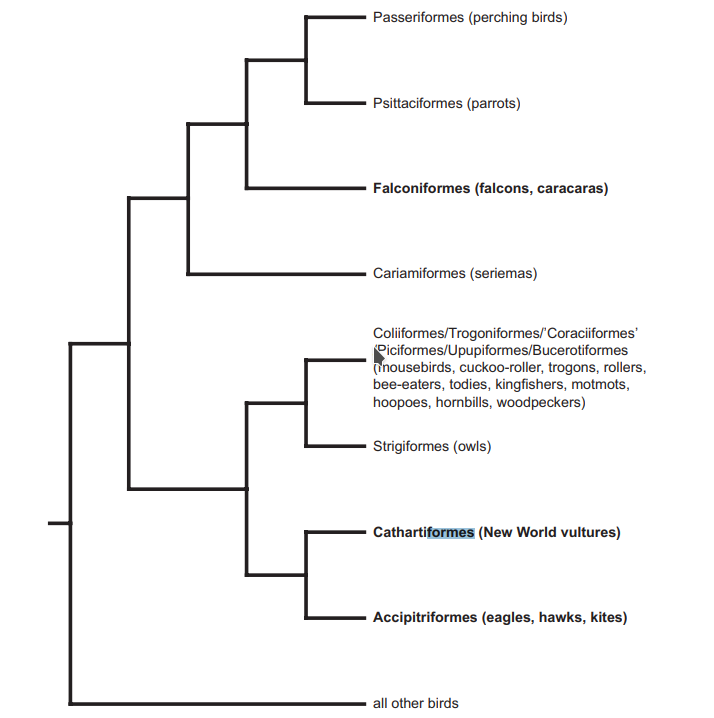 Passeriformes (perching birds)
Psittaciformes (parrots)
Falconiformes (falcons, caracaras)
Cariamiformes (seriemas)
Coliiformes/Trogoniformes/'Coraciiformes'
/Piciformes/Upupiformes/Bucerotiformes
(mousebirds, cuckoo-roller, trogons, rollers,
bee-eaters, todies, kingfishers, motmots,
hoopoes, hornbills, woodpeckers)
Strigiformes (owls)
Cathartiformes (New World vultures)
Accipitriformes (eagles, hawks, kites)
all other birds